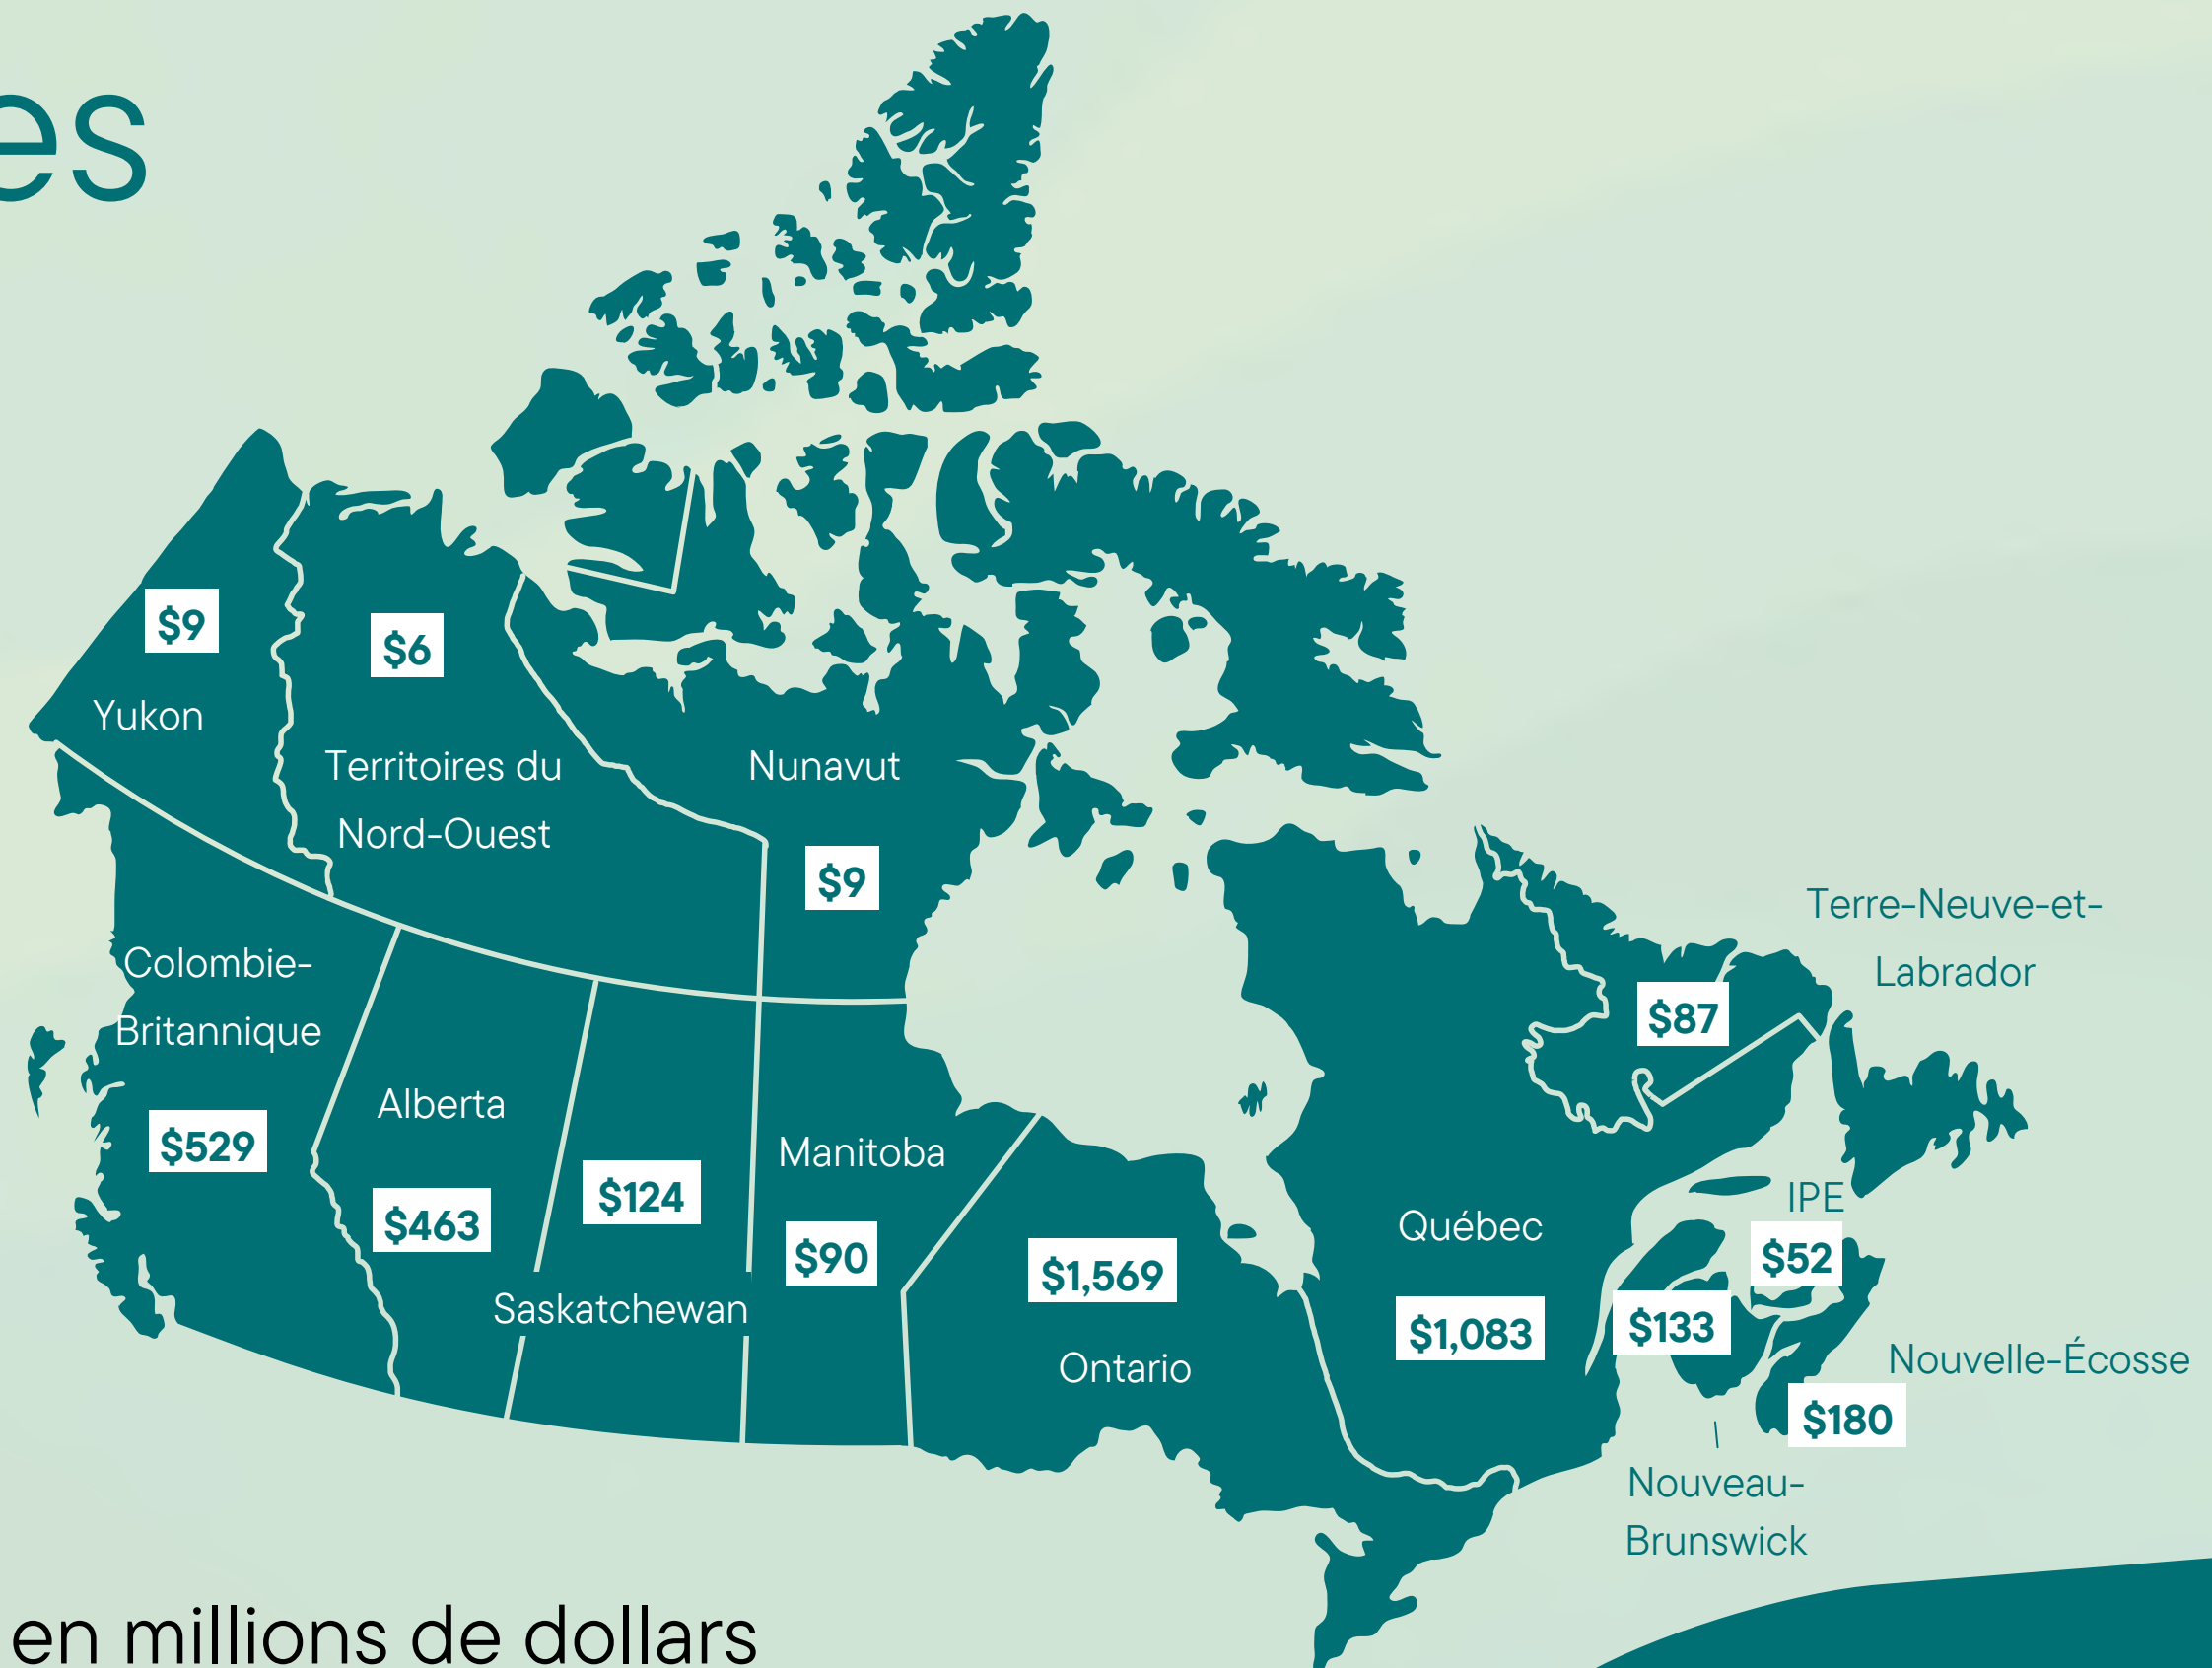 es
$9
Yukon
$6
Territoires du
Nord-Ouest
Nunavut
$9
Colombie-
Britannique
$529
Alberta
$463
$124
Saskatchewan
Manitoba
$90
$1,569
Ontario
Québec
$1,083
Terre-Neuve-et-
Labrador
$87
IPE
$52
$133
Nouvelle-Écosse
$180
Nouveau-
Brunswick
en millions de dollars